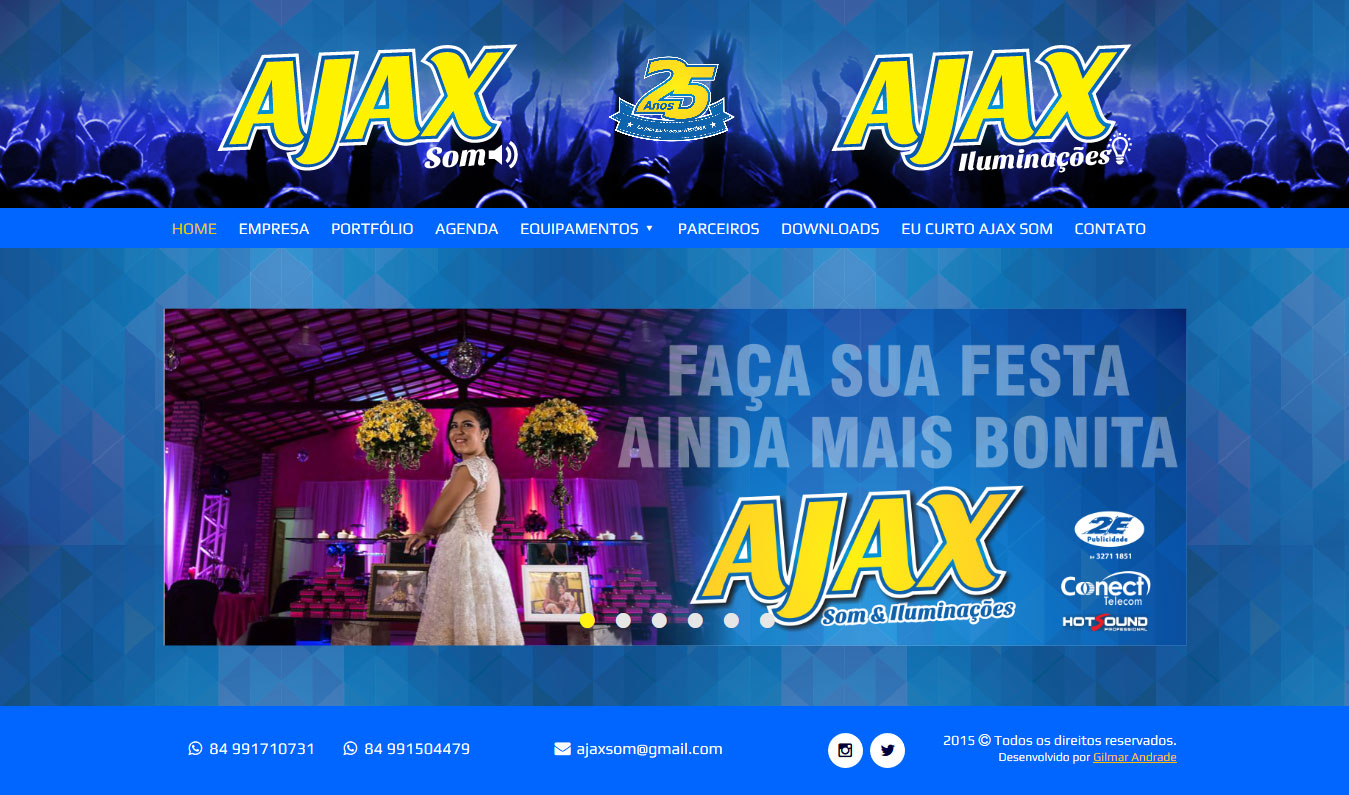 AJAX
Som
25
Anos
AJAX
Iluminações
HOME EMPRESA PORTFÓLIO AGENDA EQUIPAMENTOS PARCEIROS DOWNLOADS EU CURTO AJAX SOM CONTATO
FAÇA SUA FESTA
AINDA MAIS BONITA
AJAX
Som & Iluminações
2E
Publicidade
84 3271 1851
Conect
Telecom
HOTSOUND
PROFESSIONAL
84 991710731 84 991504479 ajaxsom@gmail.com
2015 © Todos os direitos reservados.
Desenvolvido por Gilmar Andrade